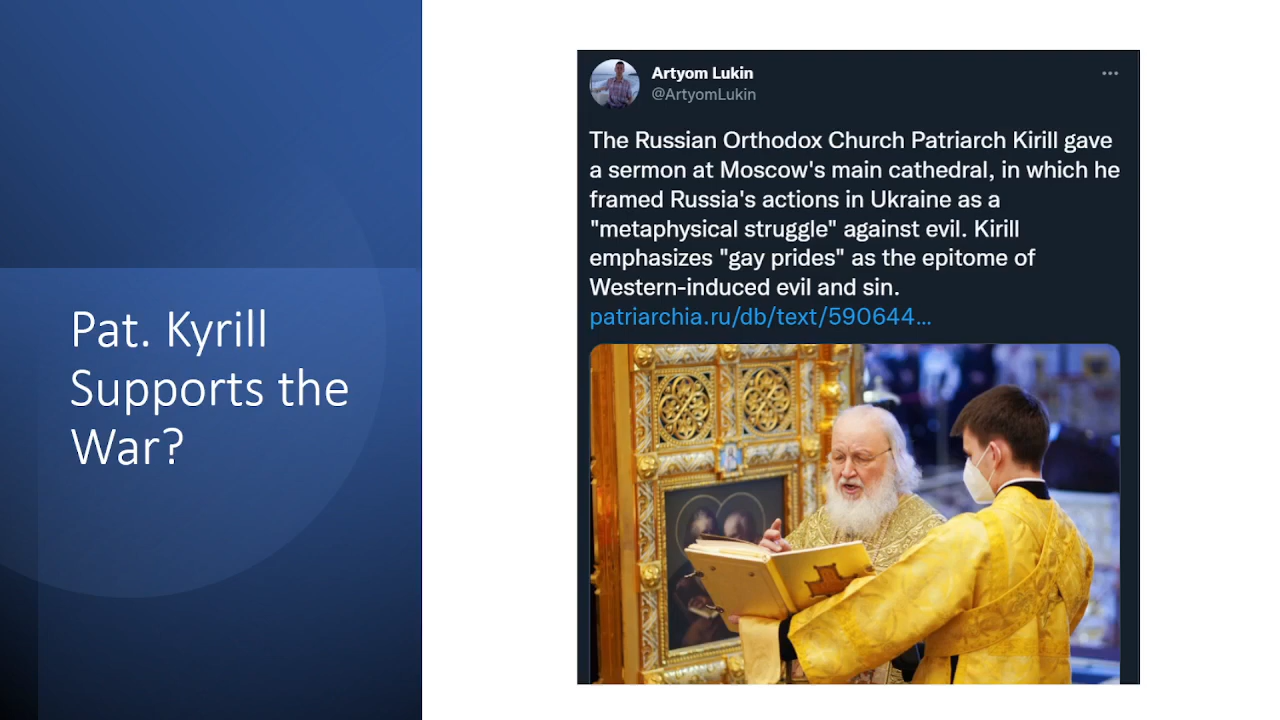 Pat. Kyrill
Supports the
War?
Artyom Lukin
@ArtyomLukin
The Russian Orthodox Church Patriarch Kirill gave
a sermon at Moscow's main cathedral, in which he
framed Russia's actions in Ukraine as a
"metaphysical struggle" against evil. Kirill
emphasizes "gay prides" as the epitome of
Western-induced evil and sin.
patriarchia.ru/db/text/590644...